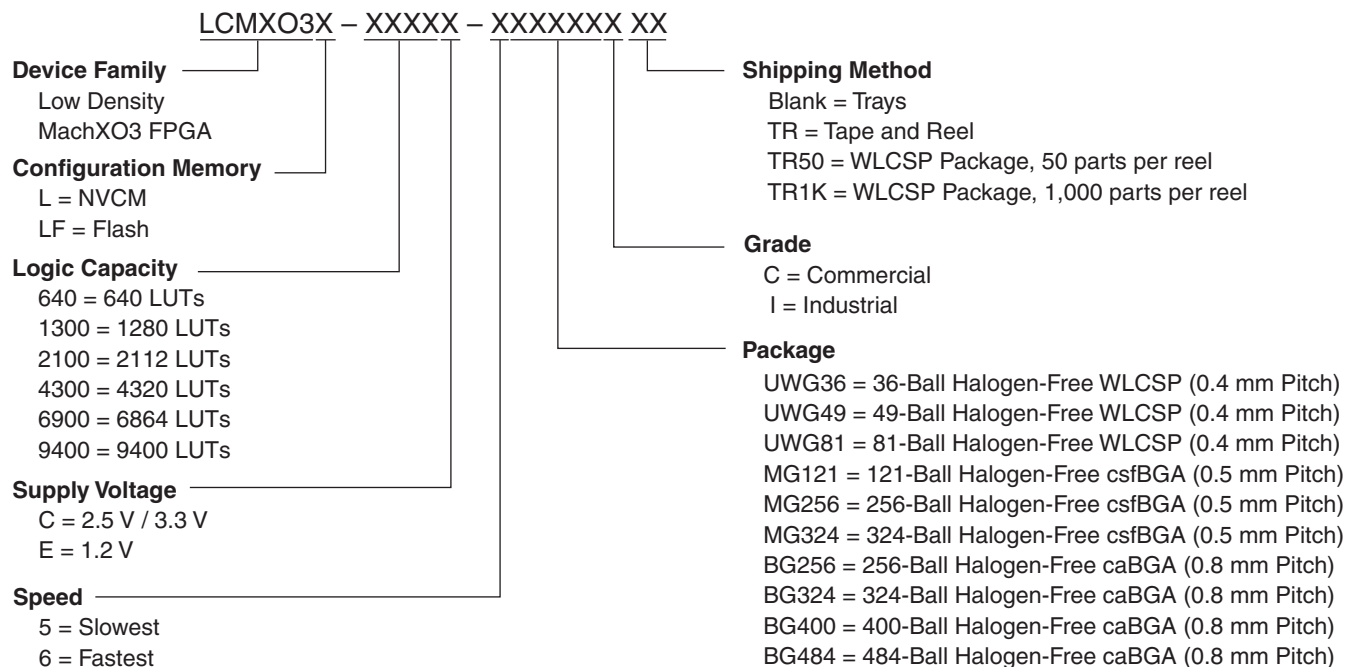 LCMXO3X – XXXXX – XXXXXXX XX
Device Family
Low Density
MachXO3 FPGA
Configuration Memory
L = NVCM
LF = Flash
Logic Capacity
640 = 640 LUTs
1300 = 1280 LUTs
2100 = 2112 LUTs
4300 = 4320 LUTs
6900 = 6864 LUTs
9400 = 9400 LUTs
Supply Voltage
C = 2.5 V / 3.3 V
E = 1.2 V
Speed
5 = Slowest
6 = Fastest
Shipping Method
Blank = Trays
TR = Tape and Reel
TR50 = WLCSP Package, 50 parts per reel
TR1K = WLCSP Package, 1,000 parts per reel
Grade
C = Commercial
I = Industrial
Package
UWG36 = 36-Ball Halogen-Free WLCSP (0.4 mm Pitch)
UWG49 = 49-Ball Halogen-Free WLCSP (0.4 mm Pitch)
UWG81 = 81-Ball Halogen-Free WLCSP (0.4 mm Pitch)
MG121 = 121-Ball Halogen-Free csfBGA (0.5 mm Pitch)
MG256 = 256-Ball Halogen-Free csfBGA (0.5 mm Pitch)
MG324 = 324-Ball Halogen-Free csfBGA (0.5 mm Pitch)
BG256 = 256-Ball Halogen-Free caBGA (0.8 mm Pitch)
BG324 = 324-Ball Halogen-Free caBGA (0.8 mm Pitch)
BG400 = 400-Ball Halogen-Free caBGA (0.8 mm Pitch)
BG484 = 484-Ball Halogen-Free caBGA (0.8 mm Pitch)